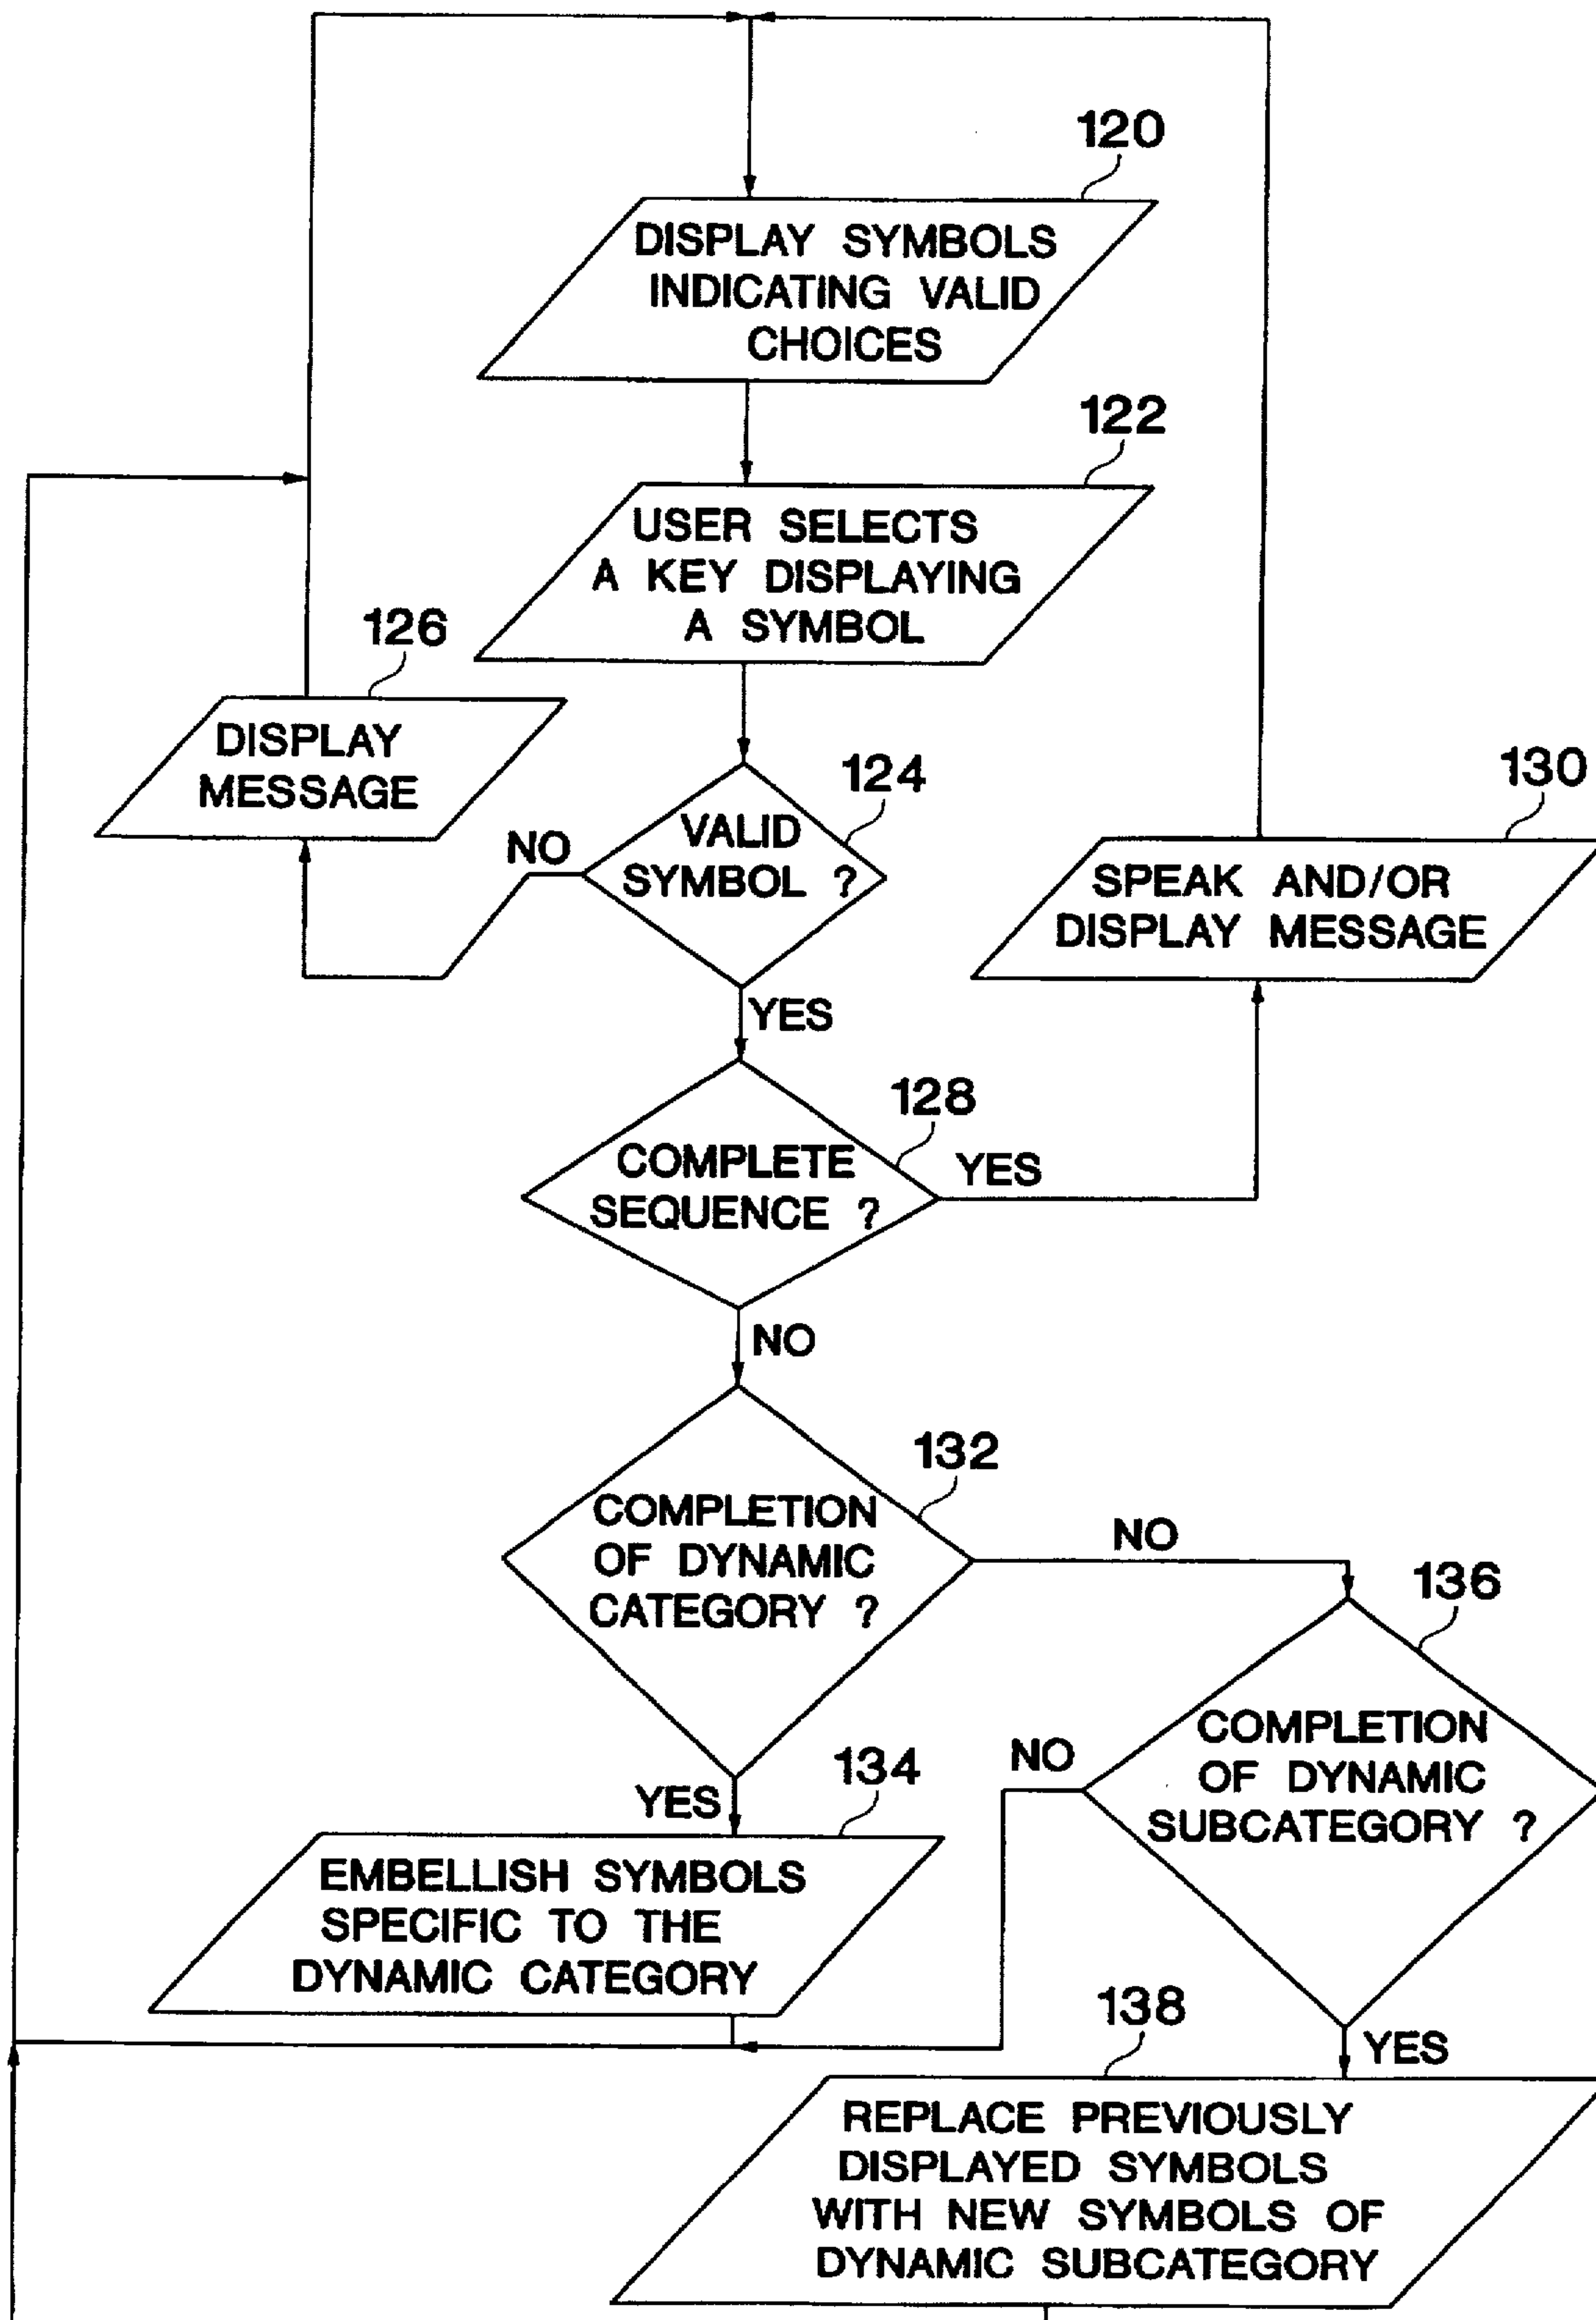 120
DISPLAY SYMBOLS
INDICATING VALID
CHOICES
122
USER SELECTS
A KEY DISPLAYING
A SYMBOL
126
DISPLAY
MESSAGE
124
VALID
SYMBOL ?
NO
YES
130
SPEAK AND/OR
DISPLAY MESSAGE
128
COMPLETE
SEQUENCE ?
YES
NO
132
COMPLETION
OF DYNAMIC
CATEGORY ?
NO
YES
136
COMPLETION
OF DYNAMIC
SUBCATEGORY ?
NO
YES
134
EMBELLISH SYMBOLS
SPECIFIC TO THE
DYNAMIC CATEGORY
138
REPLACE PREVIOUSLY
DISPLAYED SYMBOLS
WITH NEW SYMBOLS OF
DYNAMIC SUBCATEGORY